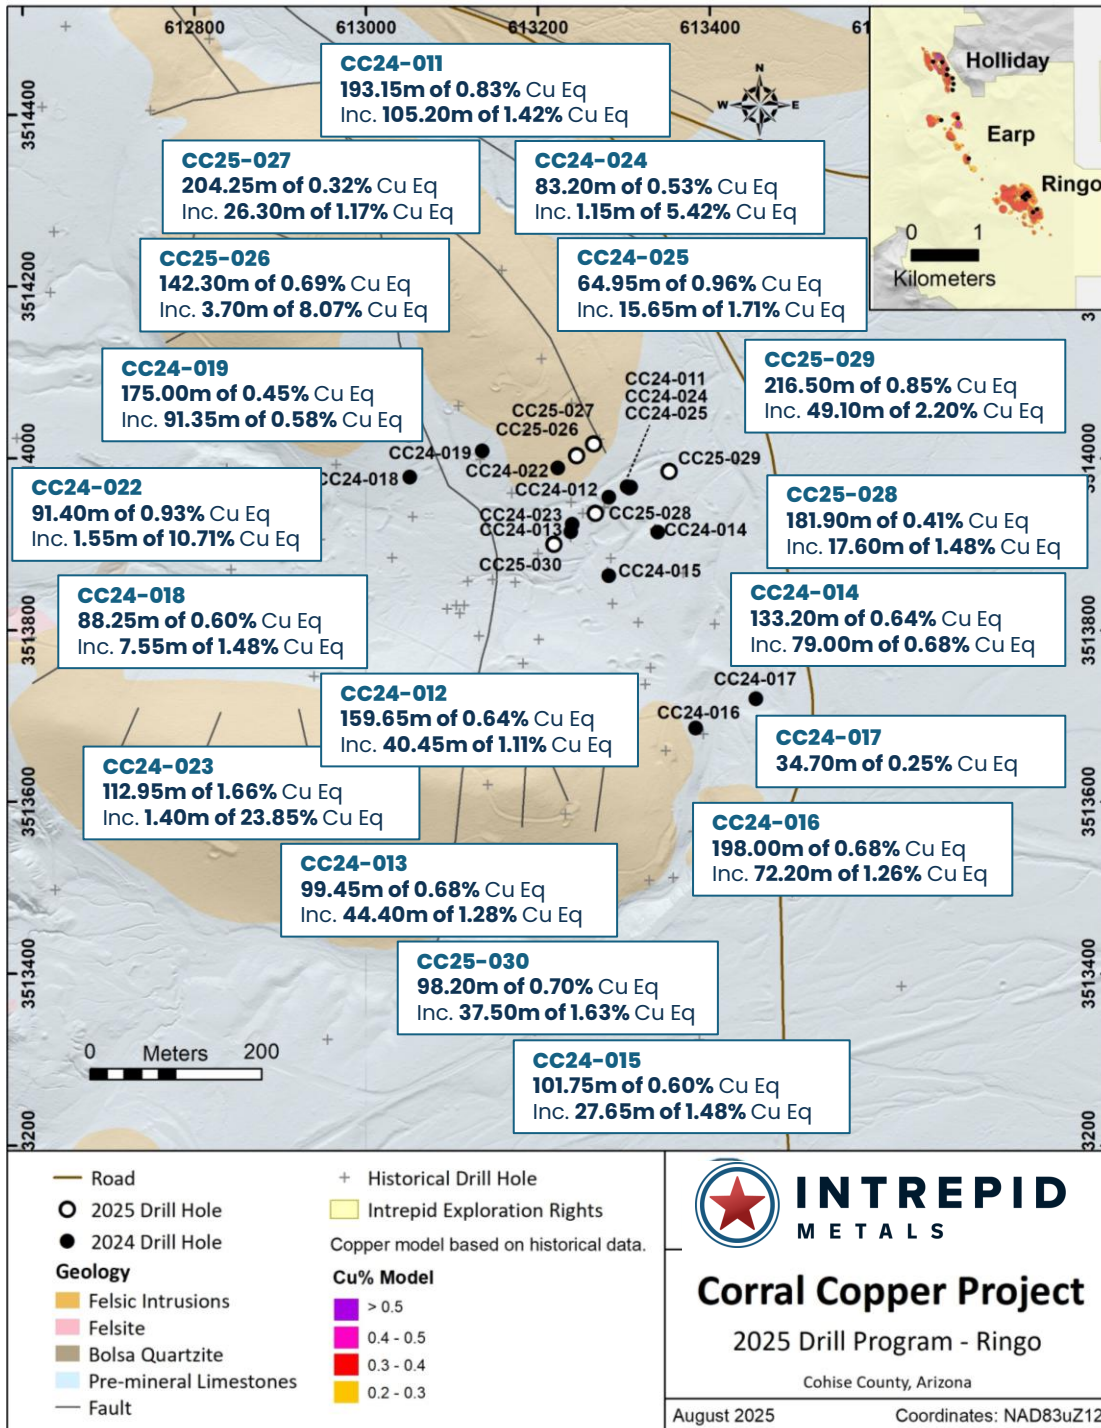 612800
613000
613200
613400
61
CC24-011
193.15m of 0.83% Cu Eq
Inc. 105.20m of 1.42% Cu Eq
N
W
E
S
Holliday
Earp
Ringo
0 1
Kilometers
3514400
CC25-027
204.25m of 0.32% Cu Eq
Inc. 26.30m of 1.17% Cu Eq
CC24-024
83.20m of 0.53% Cu Eq
Inc. 1.15m of 5.42% Cu Eq
CC25-026
142.30m of 0.69% Cu Eq
Inc. 3.70m of 8.07% Cu Eq
CC24-025
64.95m of 0.96% Cu Eq
Inc. 15.65m of 1.71% Cu Eq
3514200
3
CC24-019
175.00m of 0.45% Cu Eq
Inc. 91.35m of 0.58% Cu Eq
CC25-029
216.50m of 0.85% Cu Eq
Inc. 49.10m of 2.20% Cu Eq
CC24-011
CC24-024
CC24-025
CC25-027
CC25-026
3514000
3514000
CC24-019
CC24-018
CC24-022
CC25-029
CC24-012
CC24-023
CC25-028
CC24-013
CC24-014
CC25-030
CC24-015
CC24-022
91.40m of 0.93% Cu Eq
Inc. 1.55m of 10.71% Cu Eq
CC25-028
181.90m of 0.41% Cu Eq
Inc. 17.60m of 1.48% Cu Eq
CC24-018
88.25m of 0.60% Cu Eq
Inc. 7.55m of 1.48% Cu Eq
CC24-014
133.20m of 0.64% Cu Eq
Inc. 79.00m of 0.68% Cu Eq
3513800
3513800
CC24-012
159.65m of 0.64% Cu Eq
Inc. 40.45m of 1.11% Cu Eq
CC24-017
CC24-016
CC24-017
34.70m of 0.25% Cu Eq
CC24-023
112.95m of 1.66% Cu Eq
Inc. 1.40m of 23.85% Cu Eq
3513600
3513600
CC24-016
198.00m of 0.68% Cu Eq
Inc. 72.20m of 1.26% Cu Eq
CC24-013
99.45m of 0.68% Cu Eq
Inc. 44.40m of 1.28% Cu Eq
CC25-030
98.20m of 0.70% Cu Eq
Inc. 37.50m of 1.63% Cu Eq
3513400
3513400
0 Meters 200
CC24-015
101.75m of 0.60% Cu Eq
Inc. 27.65m of 1.48% Cu Eq
3200
3200
Road
2025 Drill Hole
2024 Drill Hole
Geology
Felsic Intrusions
Felsite
Bolsa Quartzite
Pre-mineral Limestones
Fault
Historical Drill Hole
Intrepid Exploration Rights
Copper model based on historical data.
Cu% Model
> 0.5
0.4 - 0.5
0.3 - 0.4
0.2 - 0.3
INTREPID
METALS
Corral Copper Project
2025 Drill Program - Ringo
Cohise County, Arizona
August 2025 Coordinates: NAD83uZ12